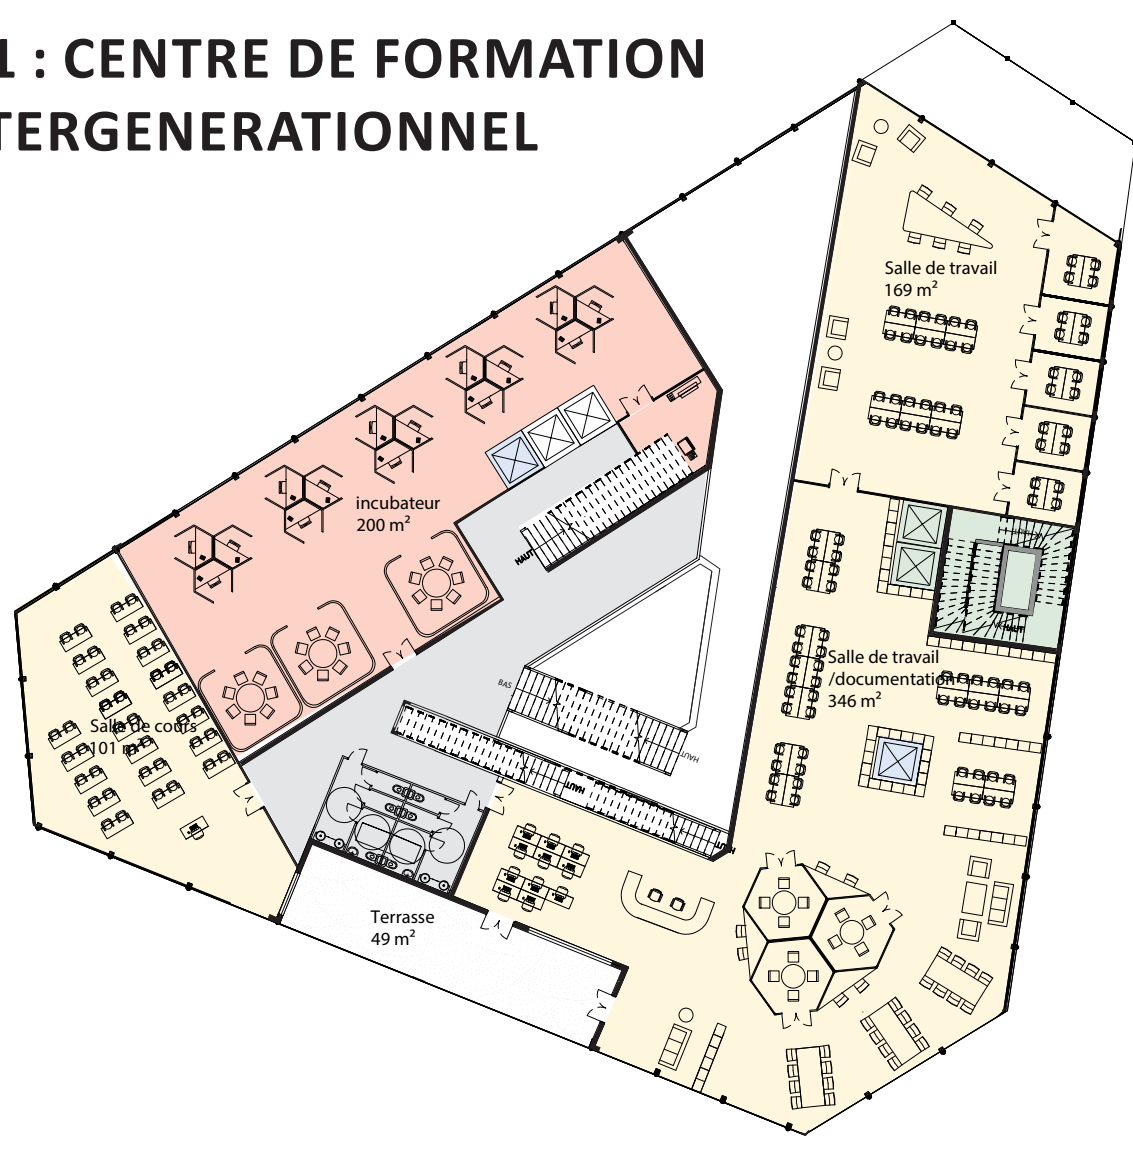 1 : CENTRE DE FORMATION
TERGENERATIONNEL
Salle de travail
169 m²
incubateur
200 m²
HAUT
HAUT
Salle de travail
/documentation
346 m²
BAS
Salle de cours
101 m²
HAUT
HAUT
Terrasse
49 m²